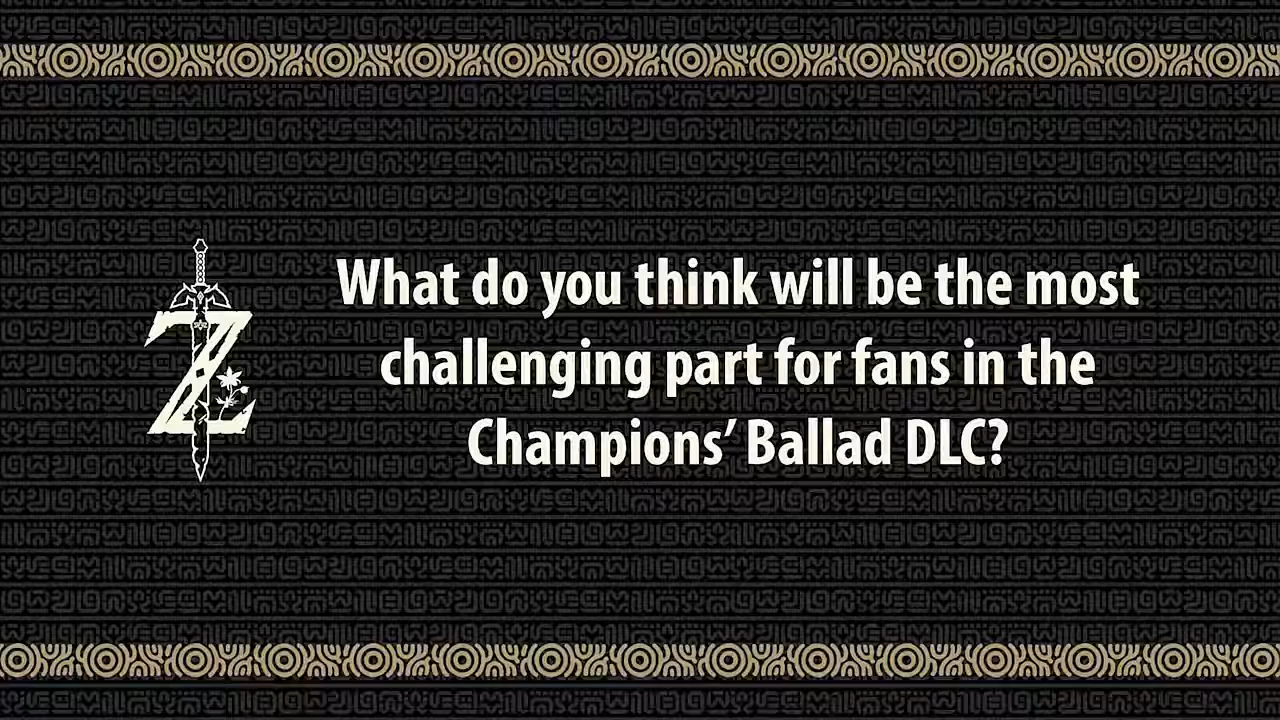 What do you think will be the most
challenging part for fans in the
Champions’ Ballad DLC?
Z